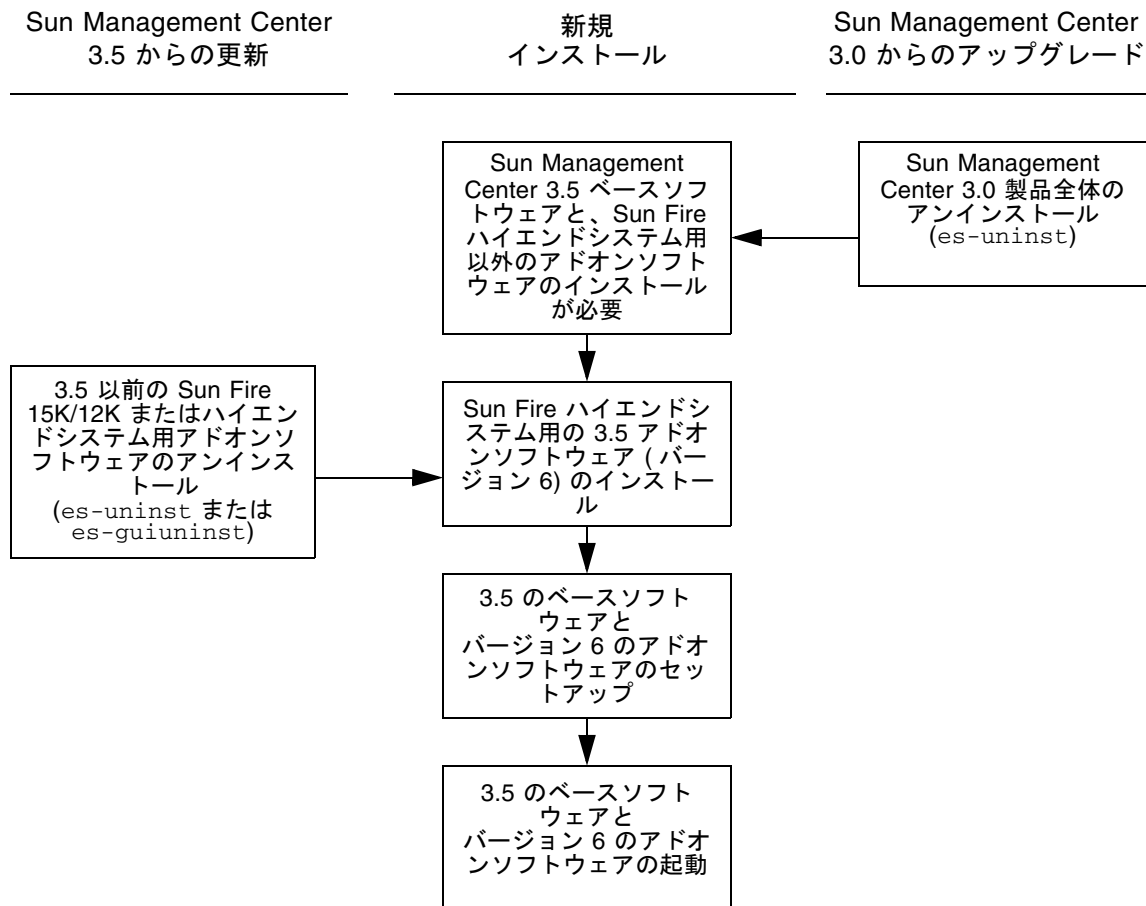 Sun Management Center
3.5 からの更新
新規
インストール
Sun Management Center
3.0 からのアップグレード
Sun Management
Center 3.5 ベースソフ
トウェアと、Sun Fire
ハイエンドシステム用
以外のアドオンソフト
ウェアのインストール
が必要
Sun Management
Center 3.0 製品全体の
アンインストール
(es-uninst)
3.5 以前の Sun Fire
15K/12K またはハイエン
ドシステム用アドオンソ
フトウェアのアンインス
トール
(es-uninst または
es-guiuninst)
Sun Fire ハイエンドシ
ステム用の 3.5 アドオ
ンソフトウェア ( バー
ジョン 6) のインストー
ル
3.5 のベースソフト
ウェアと
バージョン 6 のアドオ
ンソフトウェアのセッ
トアップ
3.5 のベースソフト
ウェアと
バージョン 6 のアドオ
ンソフトウェアの起動